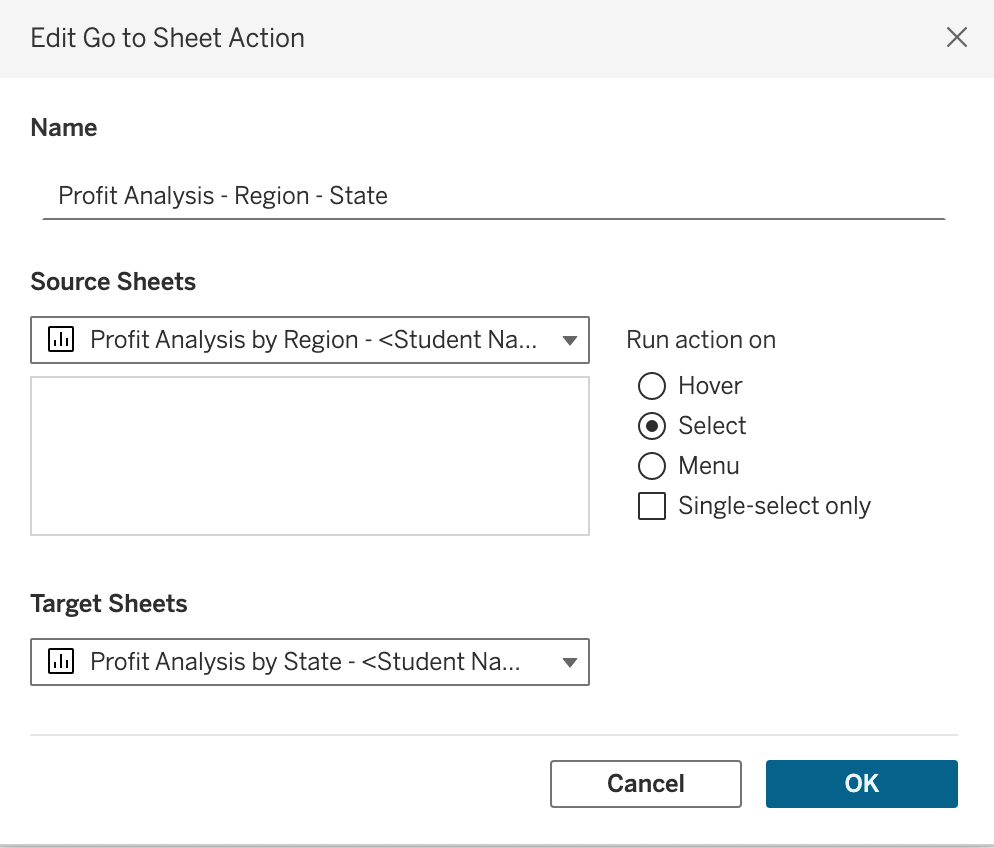 Edit Go to Sheet Action
Name
Profit Analysis - Region - State
Source Sheets
Profit Analysis by Region - <Student Na...
Run action on
Hover
Select
Menu
Single-select only
Target Sheets
Profit Analysis by State - <Student Na...
Cancel
OK